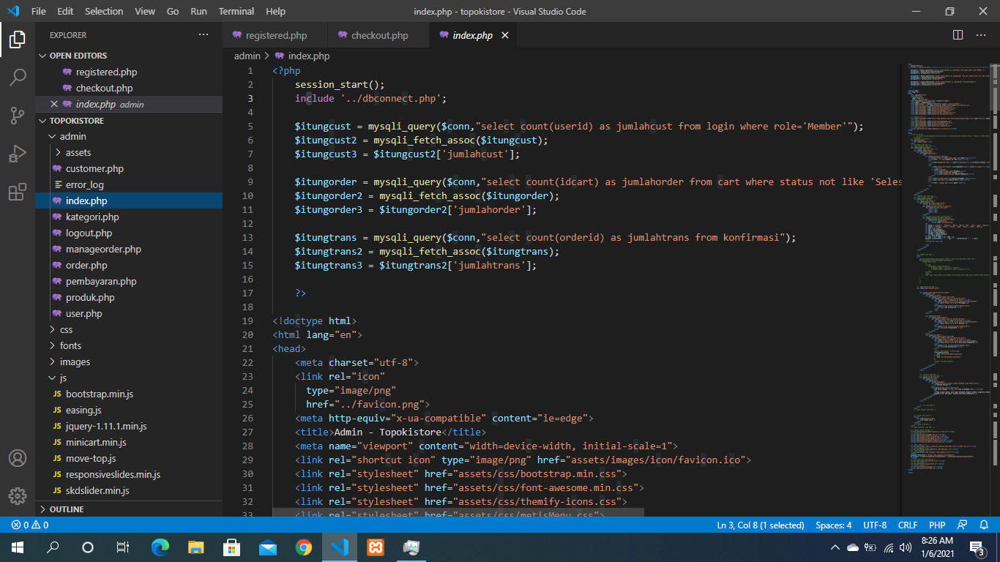 File Edit Selection View Go Run Terminal Help
index.php - topokistore - Visual Studio Code
EXPLORER
OPEN EDITORS
registered.php
checkout.php
index.php admin
TOPOKISTORE
admin
assets
customer.php
error_log
index.php
kategori.php
logout.php
manageorder.php
order.php
pembayaran.php
produk.php
user.php
css
fonts
images
js
JS bootstrap.min.js
JS easing.js
JS jquery-1.11.1.min.js
JS minicart.min.js
JS move-top.js
JS responsiveslides.min.js
JS skdslider.min.js
OUTLINE
registered.php checkout.php index.php
admin > index.php
1 <?php
2 session_start();
3 include '../dbconnect.php';
4
5 $itungcust = mysqli_query($conn,"select count(userid) as jumlahcust from login where role='Member'");
6 $itungcust2 = mysqli_fetch_assoc($itungcust);
7 $itungcust3 = $itungcust2['jumlahcust'];
8
9 $itungorder = mysqli_query($conn,"select count(idcart) as jumlahorder from cart where status not like 'Seles
10 $itungorder2 = mysqli_fetch_assoc($itungorder);
11 $itungorder3 = $itungorder2['jumlahorder'];
12
13 $itungtrans = mysqli_query($conn,"select count(orderid) as jumlahtrans from konfirmasi");
14 $itungtrans2 = mysqli_fetch_assoc($itungtrans);
15 $itungtrans3 = $itungtrans2['jumlahtrans'];
16
17 ?>
18
19 <!doctype html>
20 <html lang="en">
21 <head>
22 <meta charset="utf-8">
23 <link rel="icon"
24 type="image/png"
25 href="../favicon.png">
26 <meta http-equiv="x-ua-compatible" content="ie=edge">
27 <title>Admin - Topokistore</title>
28 <meta name="viewport" content="width=device-width, initial-scale=1">
29 <link rel="shortcut icon" type="image/png" href="assets/images/icon/favicon.ico">
30 <link rel="stylesheet" href="assets/css/bootstrap.min.css">
31 <link rel="stylesheet" href="assets/css/font-awesome.min.css">
32 <link rel="stylesheet" href="assets/css/themify-icons.css">
33 <link rel="stylesheet" href="assets/css/metisMenu.css">
0 0
Ln 3, Col 8 (1 selected) Spaces: 4 UTF-8 CRLF PHP
8:26 AM
1/6/2021
3